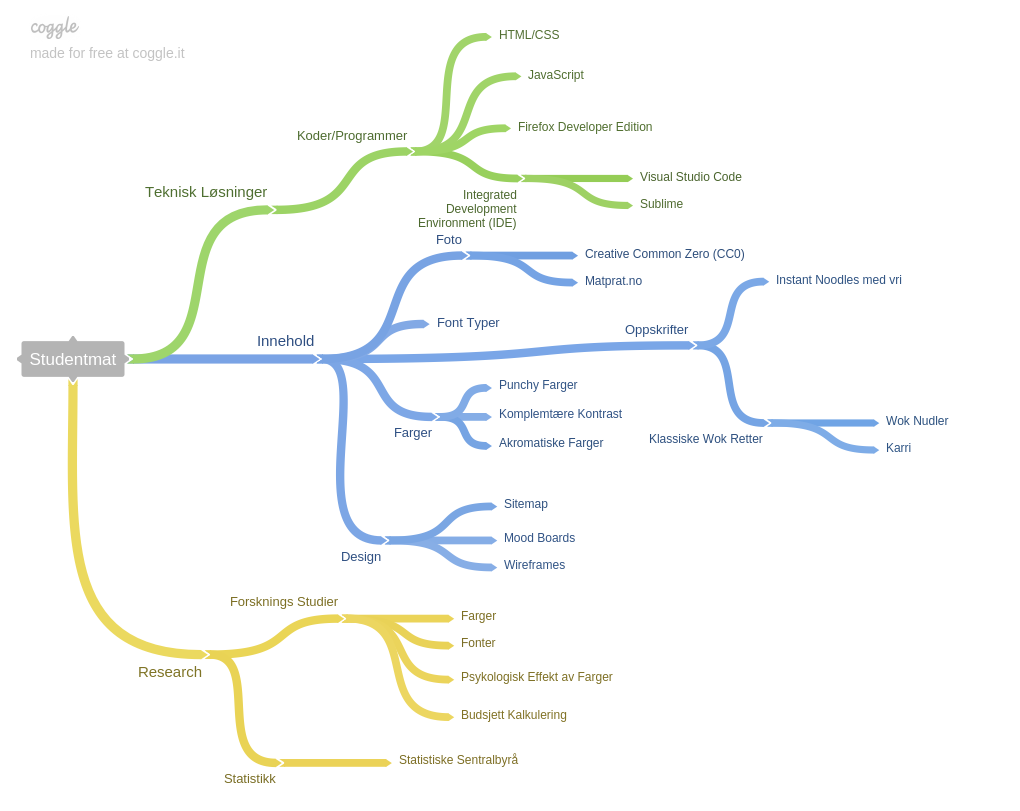 coggle
made for free at coggle.it
Studentmat
Teknisk Løsninger
Koder/Programmer
HTML/CSS
JavaScript
Firefox Developer Edition
Integrated
Development
Environment (IDE)
Visual Studio Code
Sublime
Innehold
Foto
Creative Common Zero (CC0)
Matprat.no
Font Typer
Oppskrifter
Instant Noodles med vri
Klassiske Wok Retter
Wok Nudler
Karri
Farger
Punchy Farger
Komplemtære Kontrast
Akromatiske Farger
Design
Sitemap
Mood Boards
Wireframes
Research
Forsknings Studier
Farger
Fonter
Psykologisk Effekt av Farger
Budsjett Kalkulering
Statistikk
Statistiske Sentralbyrå